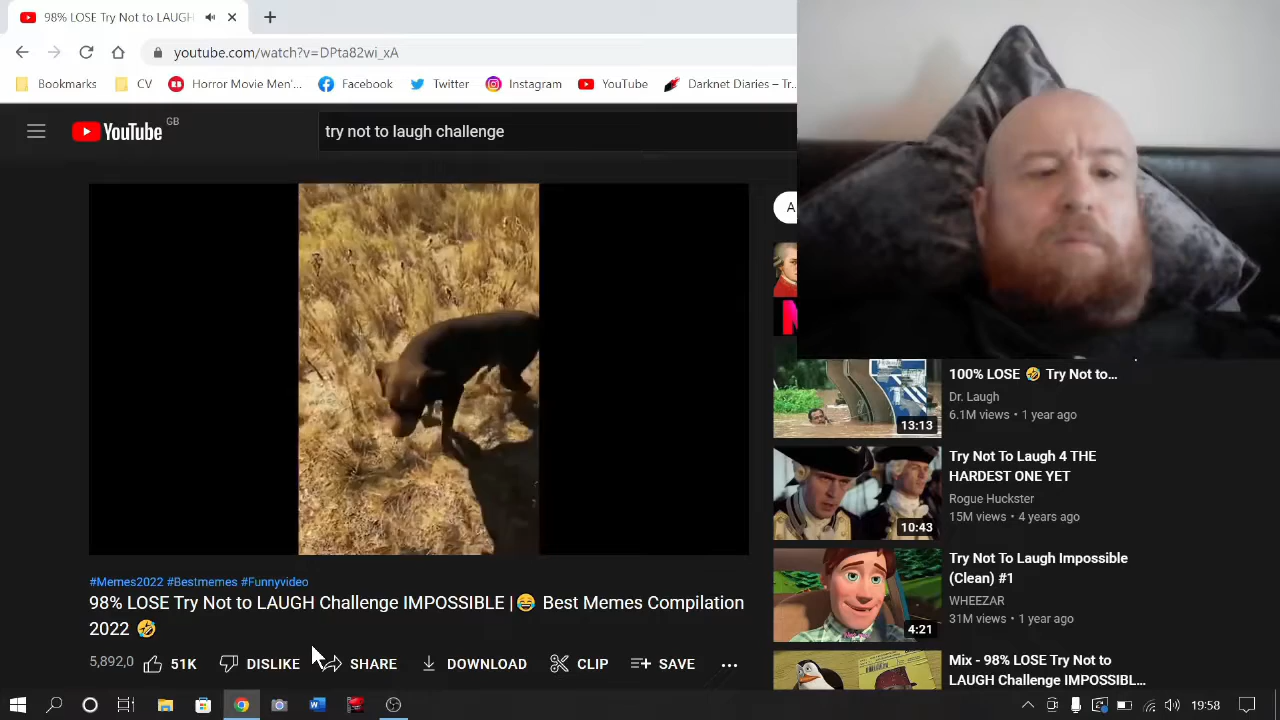 98% LOSE Try Not to LAUGH
youtube.com/watch?v=DPta82wi_xA
Bookmarks CV Horror Movie Men'... Facebook Twitter Instagram YouTube Darknet Diaries – Tr...
YouTube GB
try not to laugh challenge
A
100% LOSE 🤣 Try Not to...
Dr. Laugh
6.1M views • 1 year ago
13:13
Try Not To Laugh 4 THE
HARDEST ONE YET
Rogue Huckster
15M views • 4 years ago
10:43
Try Not To Laugh Impossible
(Clean) #1
WHEEZAR
31M views • 1 year ago
4:21
Mix - 98% LOSE Try Not to
LAUGH Challenge IMPOSSIBL...
#Memes2022 #Bestmemes #Funnyvideo
98% LOSE Try Not to LAUGH Challenge IMPOSSIBLE |😂 Best Memes Compilation
2022 🤣
5,892,0 51K DISLIKE SHARE DOWNLOAD CLIP SAVE ...
19:58